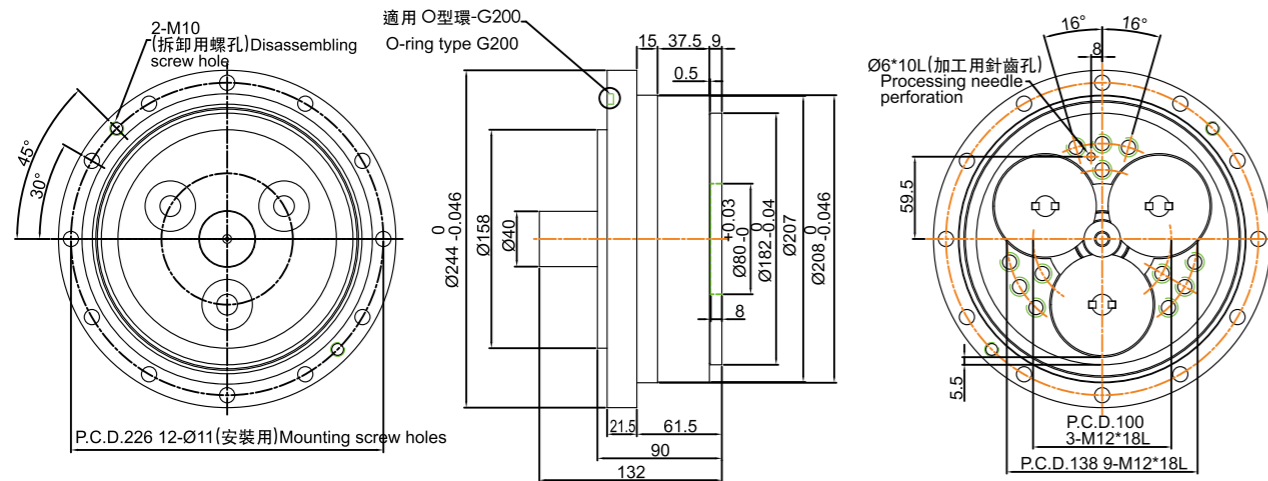 2-M10
(拆卸用螺孔)Disassembling
screw hole
45°
30°
P.C.D.226 12-Ø11(安裝用)Mounting screw holes
適用 O型環-G200
O-ring type G200
15 37.5 9
0.5
Ø244 0 -0.046
Ø158
Ø40
Ø80 +0.03 -0
Ø182 0 -0.04
Ø207
Ø208 0 -0.046
8
21.5 61.5
90
132
16° 16°
8
Ø6*10L(加工用針齒孔)
Processing needle
perforation
59.5
5.5
P.C.D.100
3-M12*18L
P.C.D.138 9-M12*18L